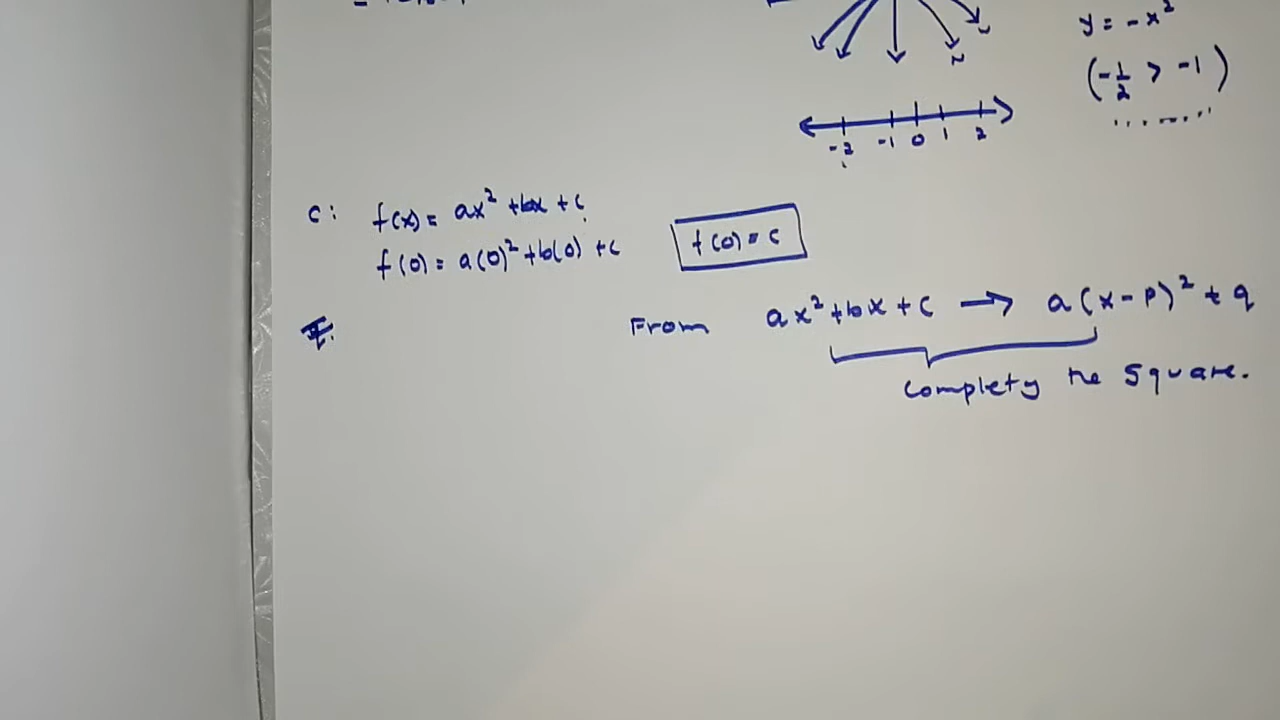 y = -x²
(-1/2 > -1)
-2 -1 0 1 2
c: f(x) = ax² + bx + c
f(0) = a(0)² + b(0) + c
f(0) = c
From ax² + bx + c → a(x - p)² + q
Complety the Square.